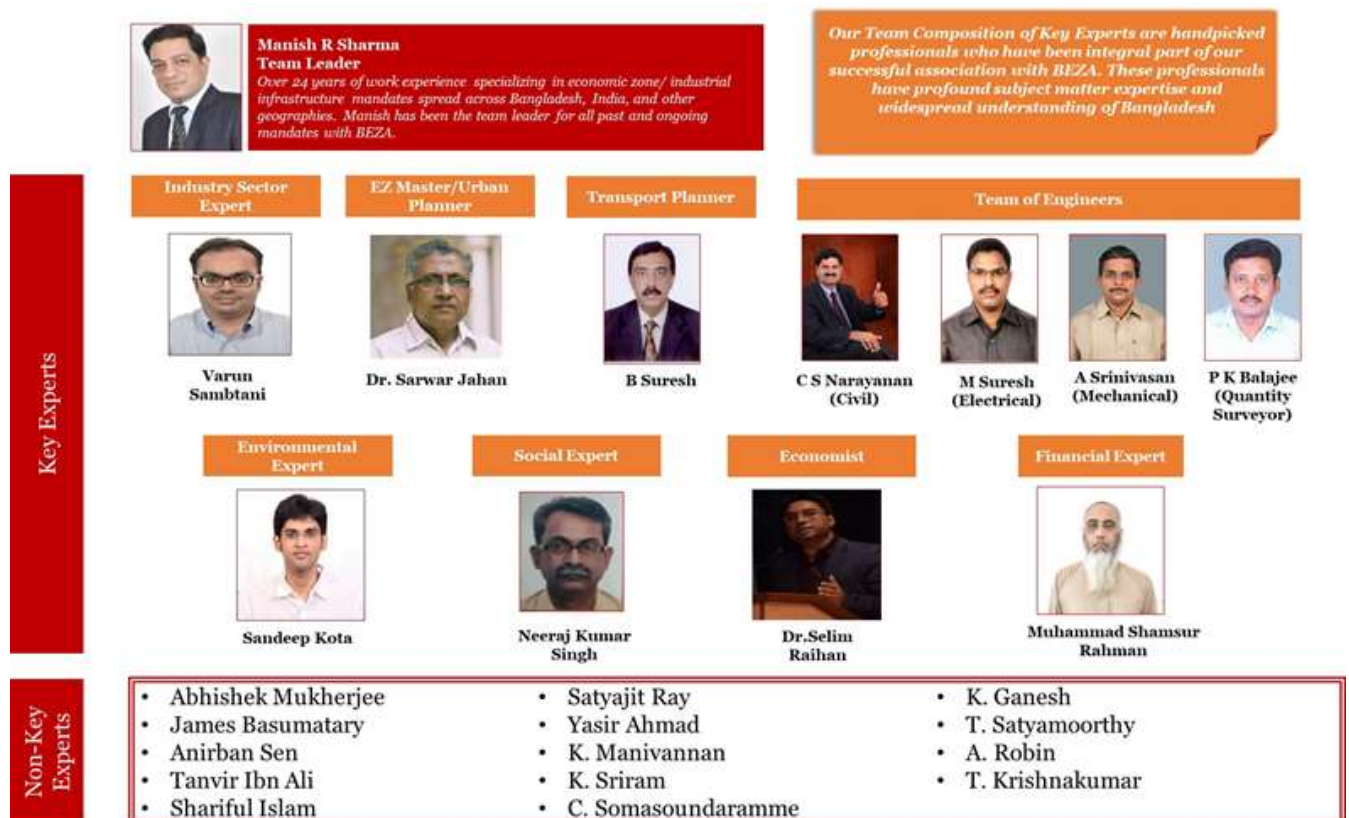 Manish R Sharma
Team Leader
Over 24 years of work experience specializing in economic zone/ industrial
infrastructure mandates spread across Bangladesh, India, and other
geographies. Manish has been the team leader for all past and ongoing
mandates with BEZA.
Our Team Composition of Key Experts are handpicked
professionals who have been integral part of our
successful association with BEZA. These professionals
have profound subject matter expertise and
widespread understanding of Bangladesh
Key Experts
Industry Sector
Expert
EZ Master/Urban
Planner
Transport Planner
Team of Engineers
Varun
Sambtani
Dr. Sarwar Jahan
B Suresh
C S Narayanan
(Civil)
M Suresh
(Electrical)
A Srinivasan
(Mechanical)
P K Balajee
(Quantity
Surveyor)
Environmental
Expert
Social Expert
Economist
Financial Expert
Sandeep Kota
Neeraj Kumar
Singh
Dr.Selim
Raihan
Muhammad Shamsur
Rahman
Non-Key
Experts
• Abhishek Mukherjee
• James Basumatary
• Anirban Sen
• Tanvir Ibn Ali
• Shariful Islam
• Satyajit Ray
• Yasir Ahmad
• K. Manivannan
• K. Sriram
• C. Somasoundaramme
• K. Ganesh
• T. Satyamoorthy
• A. Robin
• T. Krishnakumar